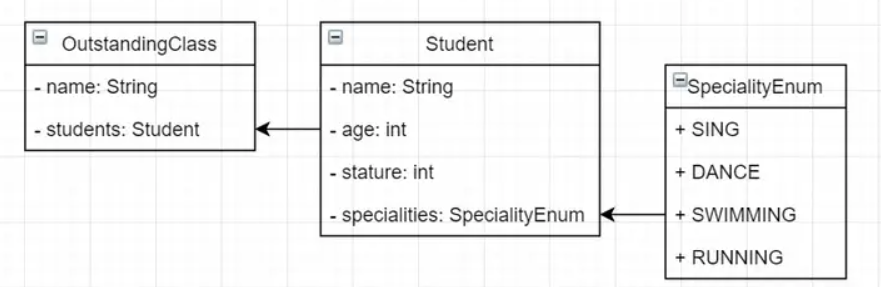 OutstandingClass
- name: String
- students: Student
Student
- name: String
- age: int
- stature: int
- specialities: SpecialityEnum
SpecialityEnum
+ SING
+ DANCE
+ SWIMMING
+ RUNNING